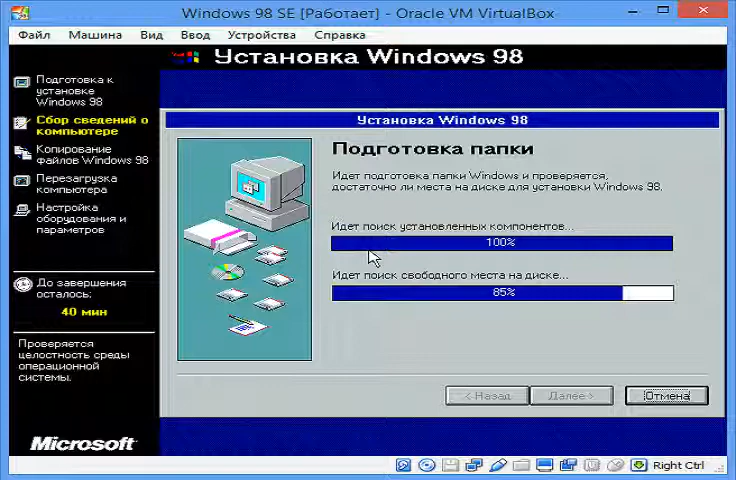 Windows 98 SE [Работает] - Oracle VM VirtualBox
Файл Машина Вид Ввод Устройства Справка
Установка Windows 98
Подготовка к
установке
Windows 98
Сбор сведений о
компьютере
Копирование
файлов Windows 98
Перезагрузка
компьютера
Настройка
оборудования и
параметров
До завершения
осталось:
40 мин
Проверяется
целостность среды
операционной
системы.
Microsoft
Установка Windows 98
Подготовка папки
Идет подготовка папки Windows и проверяется,
достаточно ли места на диске для установки Windows 98.
Идет поиск установленных компонентов...
100%
Идет поиск свободного места на диске...
85%
< Назад Далее > Отмена
Right Ctrl